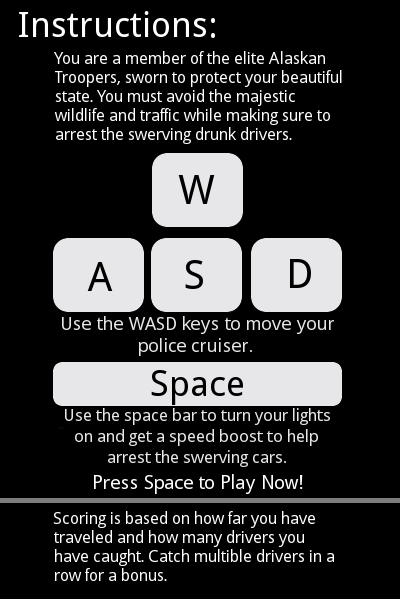 Instructions:
You are a member of the elite Alaskan
Troopers, sworn to protect your beautiful
state. You must avoid the majestic
wildlife and traffic while making sure to
arrest the swerving drunk drivers.
W
A S D
Use the WASD keys to move your
police cruiser.
Space
Use the space bar to turn your lights
on and get a speed boost to help
arrest the swerving cars.
Press Space to Play Now!
Scoring is based on how far you have
traveled and how many drivers you
have caught. Catch multible drivers in a
row for a bonus.